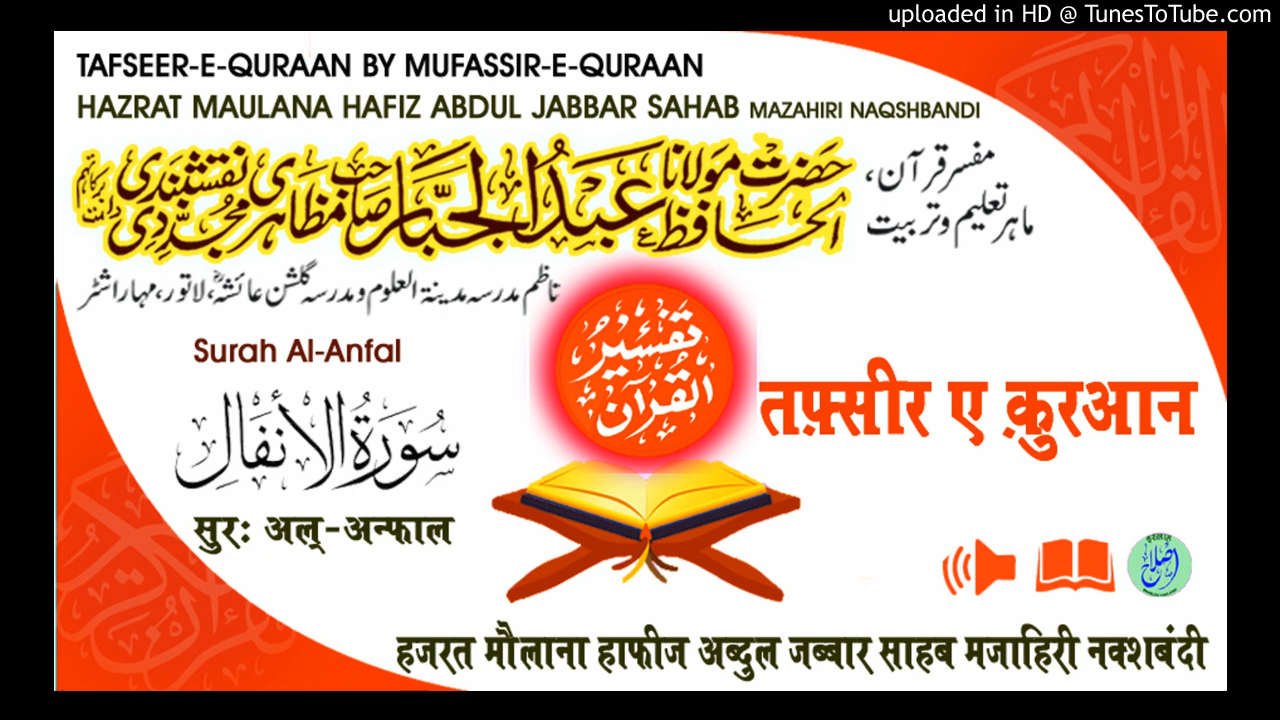 uploaded in HD @ TunesToTube.com
TAFSEER-E-QURAAN BY MUFASSIR-E-QURAAN
HAZRAT MAULANA HAFIZ ABDUL JABBAR SAHAB MAZAHIRI NAQSHBANDI
مفسر قرآن،
ماہر تعلیم و تربیت
حضرت مولانا الحافظ عبد الجبار صاحب مظاہری نقشبندی مجددی
ناظم مدرسہ مدینۃ العلوم و مدرسہ گلشن عائشہؓ، لاتور، مہاراشٹر
Surah Al-Anfal
سُورَةُ الأَنفَالِ
सुरः अल्-अन्फाल
تفسیر
القرآن
तफ़्सीर ए क़ुरआन
اصلاح
हजरत मौलाना हाफीज अब्दुल जब्बार साहब मजाहिरी नक्शबंदी